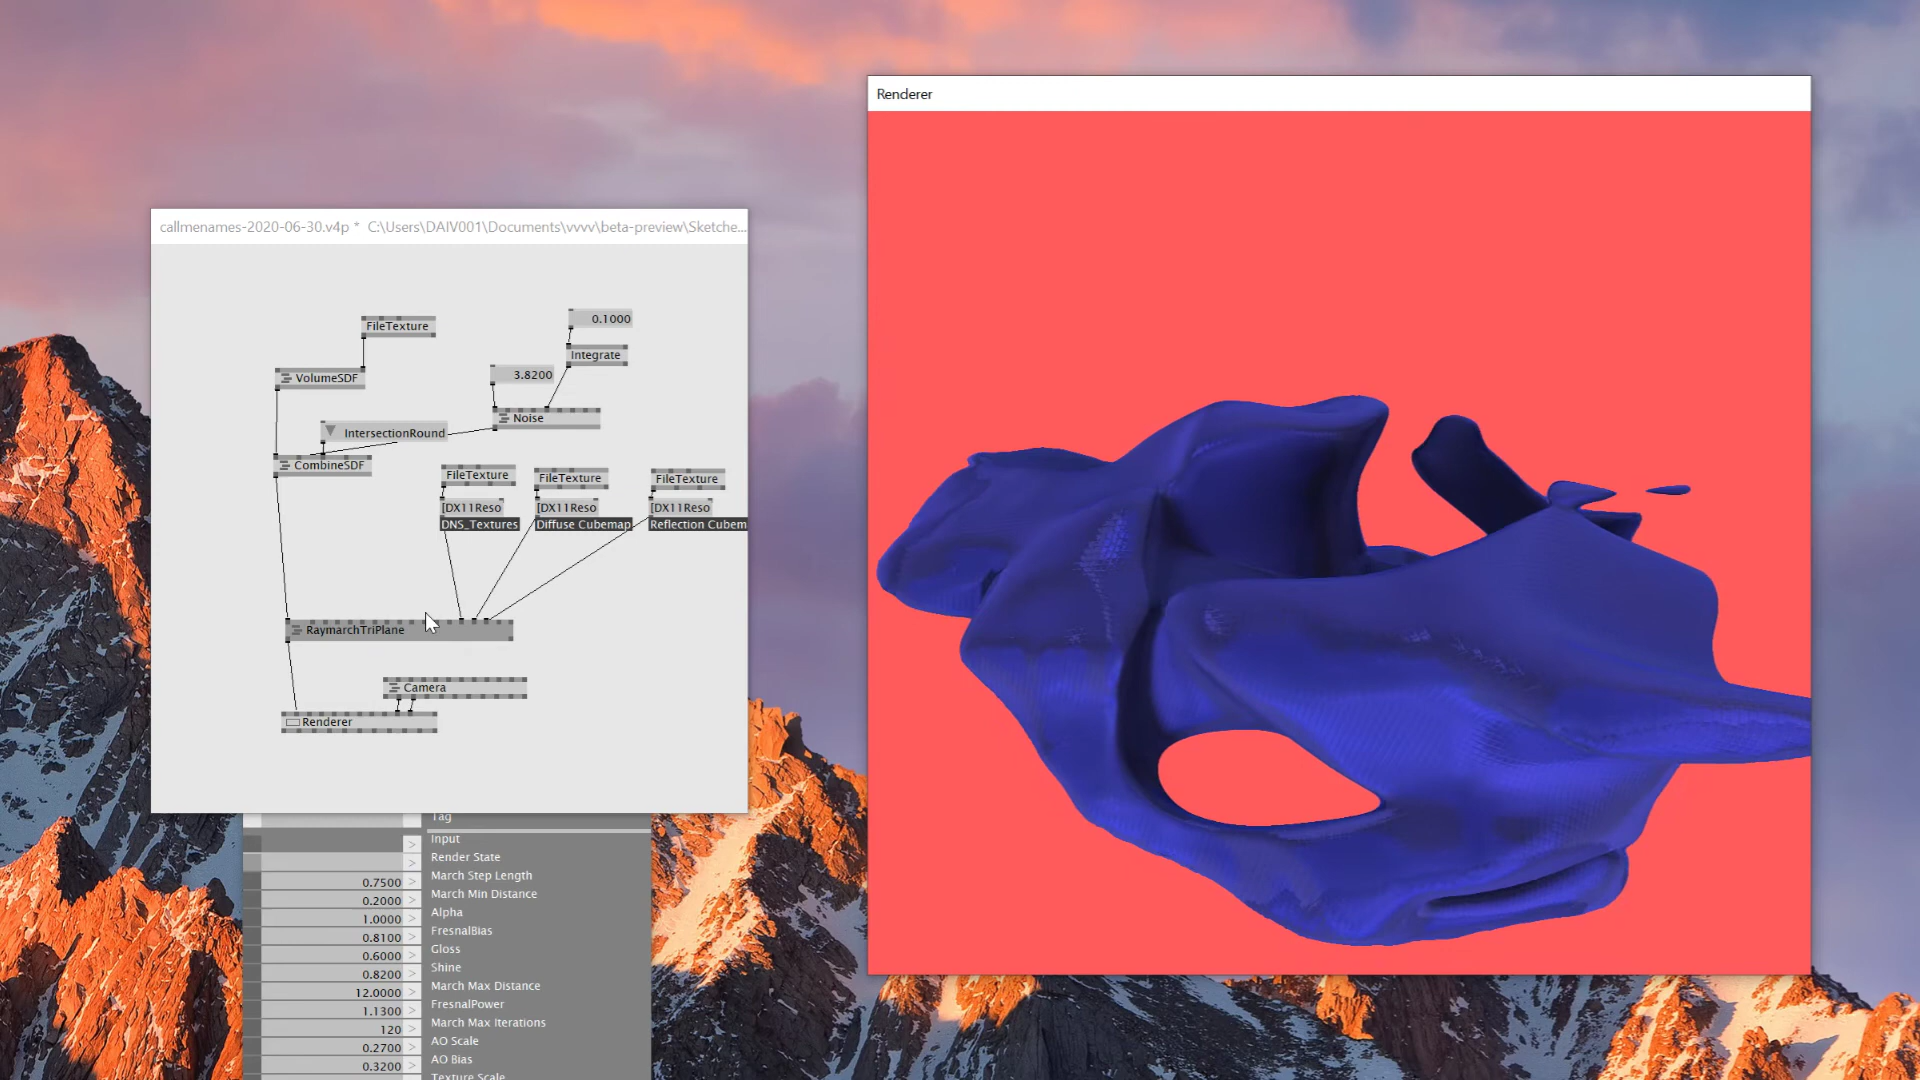 Renderer
callmenames-2020-06-30.v4p * C:\Users\DAIV001\Documents\vvvv\beta-preview\Sketche...
0.1000
FileTexture
Integrate
3.8200
VolumeSDF
Noise
IntersectionRound
CombineSDF
FileTexture
FileTexture
FileTexture
[DX11Reso
[DX11Reso
[DX11Reso
DNS_Textures
Diffuse Cubemap
Reflection Cubem
RaymarchTriPlane
Camera
Renderer
Tag
> Input
> Render State
0.7500 > March Step Length
0.2000 > March Min Distance
1.0000 > Alpha
0.8100 > FresnalBias
0.6000 > Gloss
0.8200 > Shine
12.0000 > March Max Distance
1.1300 > FresnalPower
120 > March Max Iterations
0.2700 > AO Scale
0.3200 > AO Bias
Texture Scale